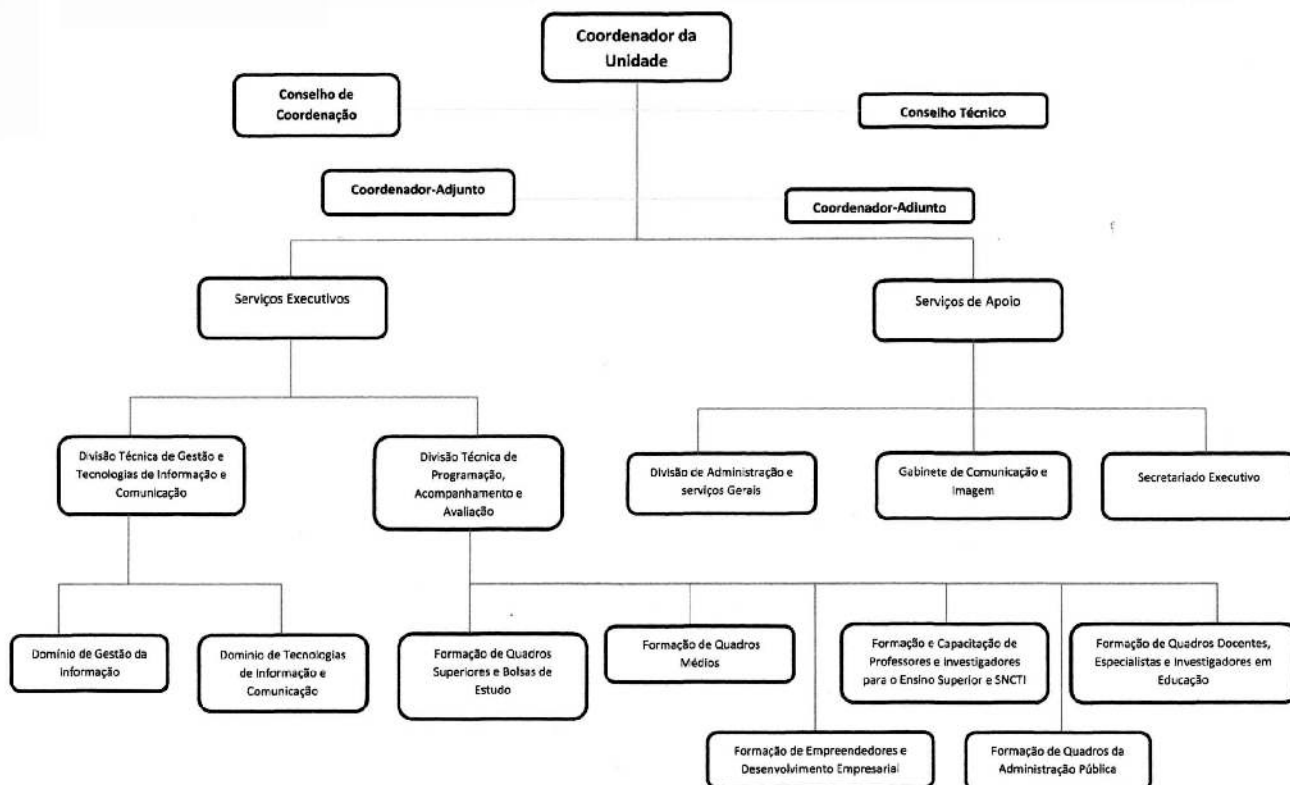 Coordenador da
Unidade
Conselho de
Coordenação
Conselho Técnico
Coordenador-Adjunto
Coordenador-Adiunto
Serviços Executivos
Serviços de Apoio
Divisão Técnica de Gestão e
Tecnologias de Informação e
Comunicação
Divisão Técnica de
Programação,
Acompanhamento e
Avaliação
Divisão de Administração e
serviços Gerais
Gabinete de Comunicação e
Imagem
Secretariado Executivo
Domínio de Gestão da
Informação
Domínio de Tecnologias
de Informação e
Comunicação
Formação de Quadros
Superiores e Bolsas de
Estudo
Formação de Quadros
Médios
Formação e Capacitação de
Professores e Investigadores
para o Ensino Superior e SNCTI
Formação de Quadros Docentes,
Especialistas e Investigadores em
Educação
Formação de Empreendedores e
Desenvolvimento Empresarial
Formação de Quadros da
Administração Pública